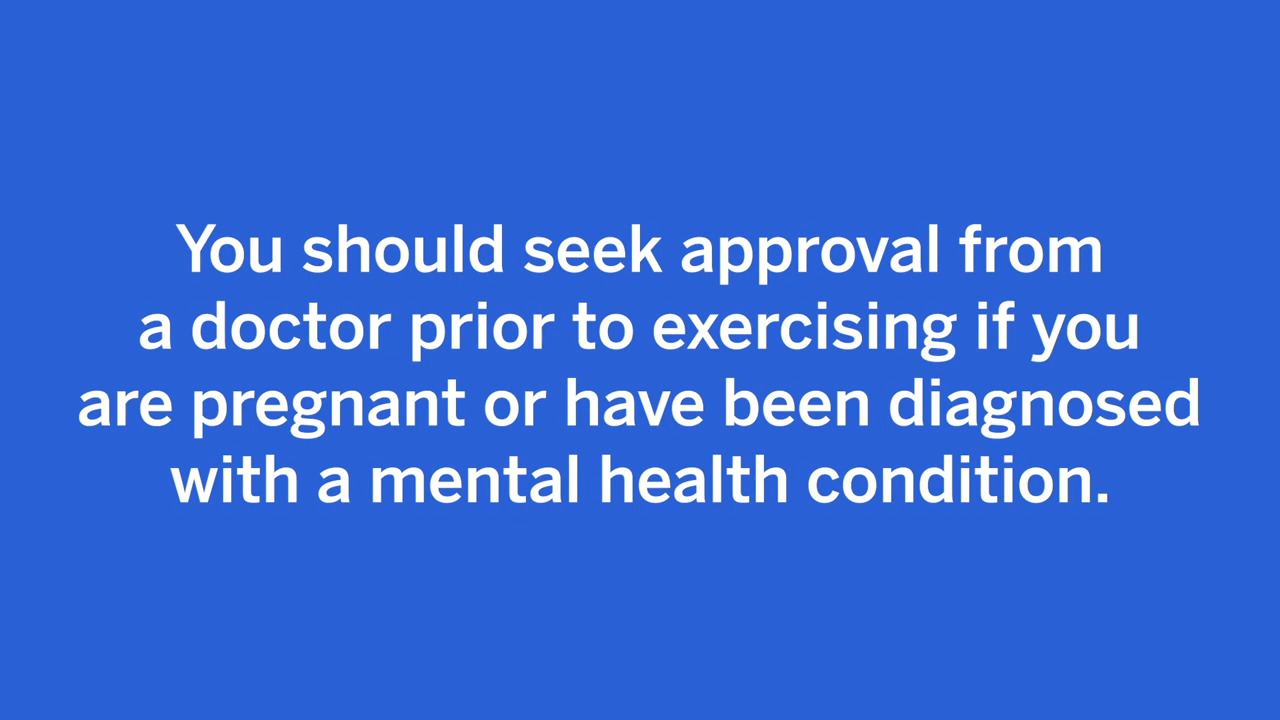 You should seek approval from
a doctor prior to exercising if you
are pregnant or have been diagnosed
with a mental health condition.